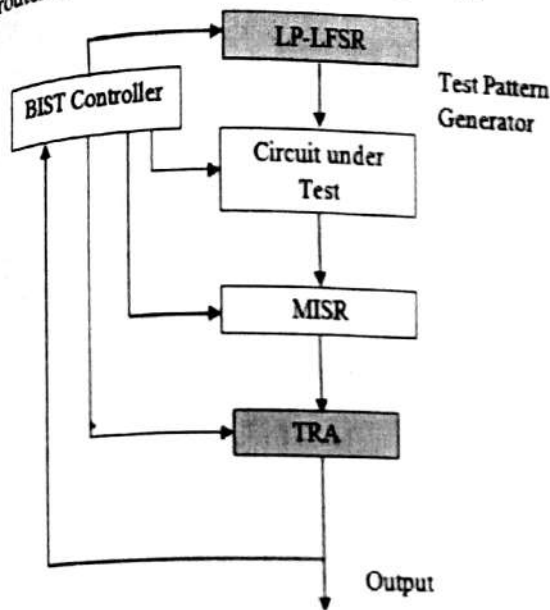 LP-LFSR
BIST Controller
Test Pattern
Generator
Circuit under
Test
MISR
TRA
Output